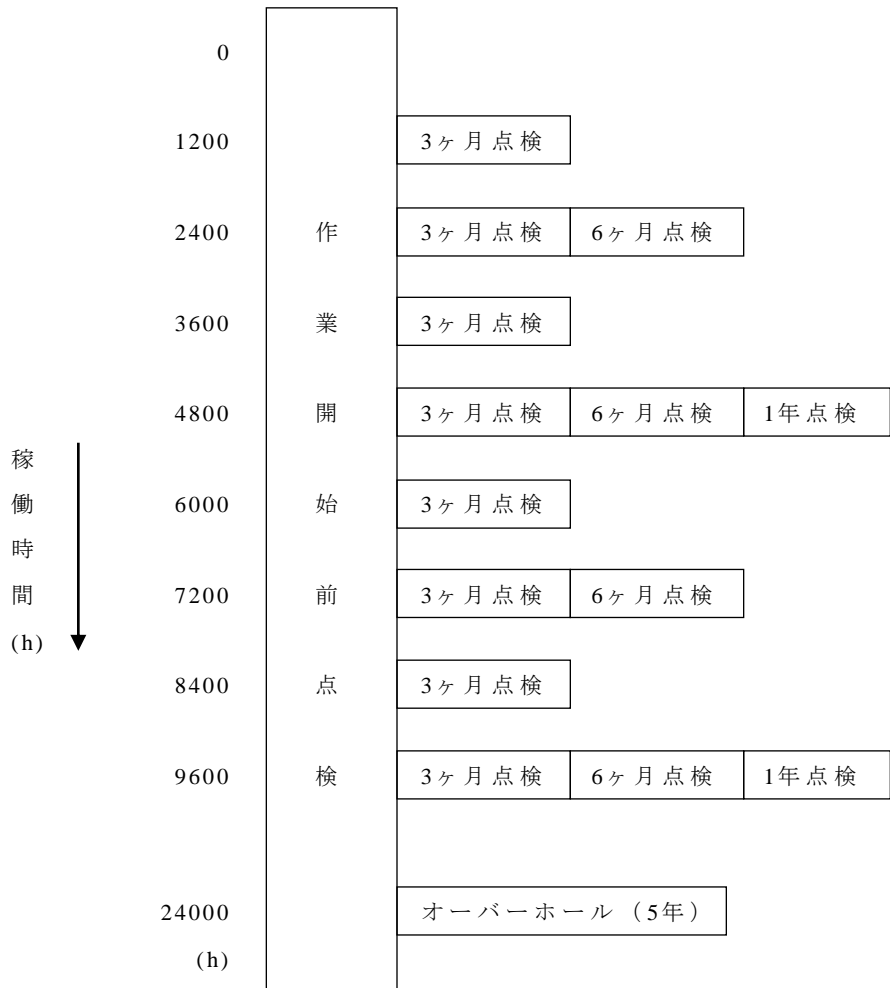 0
1200 3ヶ月点検
2400 作 3ヶ月点検 6ヶ月点検
3600 業 3ヶ月点検
4800 開 3ヶ月点検 6ヶ月点検 1年点検
6000 始 3ヶ月点検
7200 前 3ヶ月点検 6ヶ月点検
8400 点 3ヶ月点検
9600 検 3ヶ月点検 6ヶ月点検 1年点検
24000 オーバーホール（5年）
(h)
稼
働
時
間
(h)